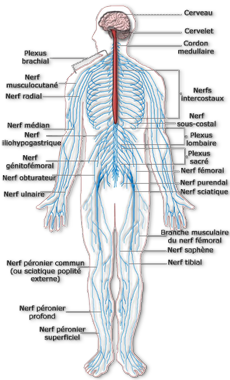 Cerveau
Cervelet
Cordon
médullaire
Plexus
brachial
Nerf
musculocutané
Nerf radial
Nerfs
intercostaux
Nerf médian
Nerf
iliohypogastrique
Nerf
génitofémoral
Nerf obturateur
Nerf ulnaire
Nerf
sous-costal
Plexus
lombaire
Plexus
sacré
Nerf fémoral
Nerf purendal
Nerf sciatique
Branche musculaire
du nerf fémoral
Nerf saphène
Nerf tibiol
Nerf péronier commun
(ou sciatique poplité
externe)
Nerf péronier
profond
Nerf péronier
superficiel